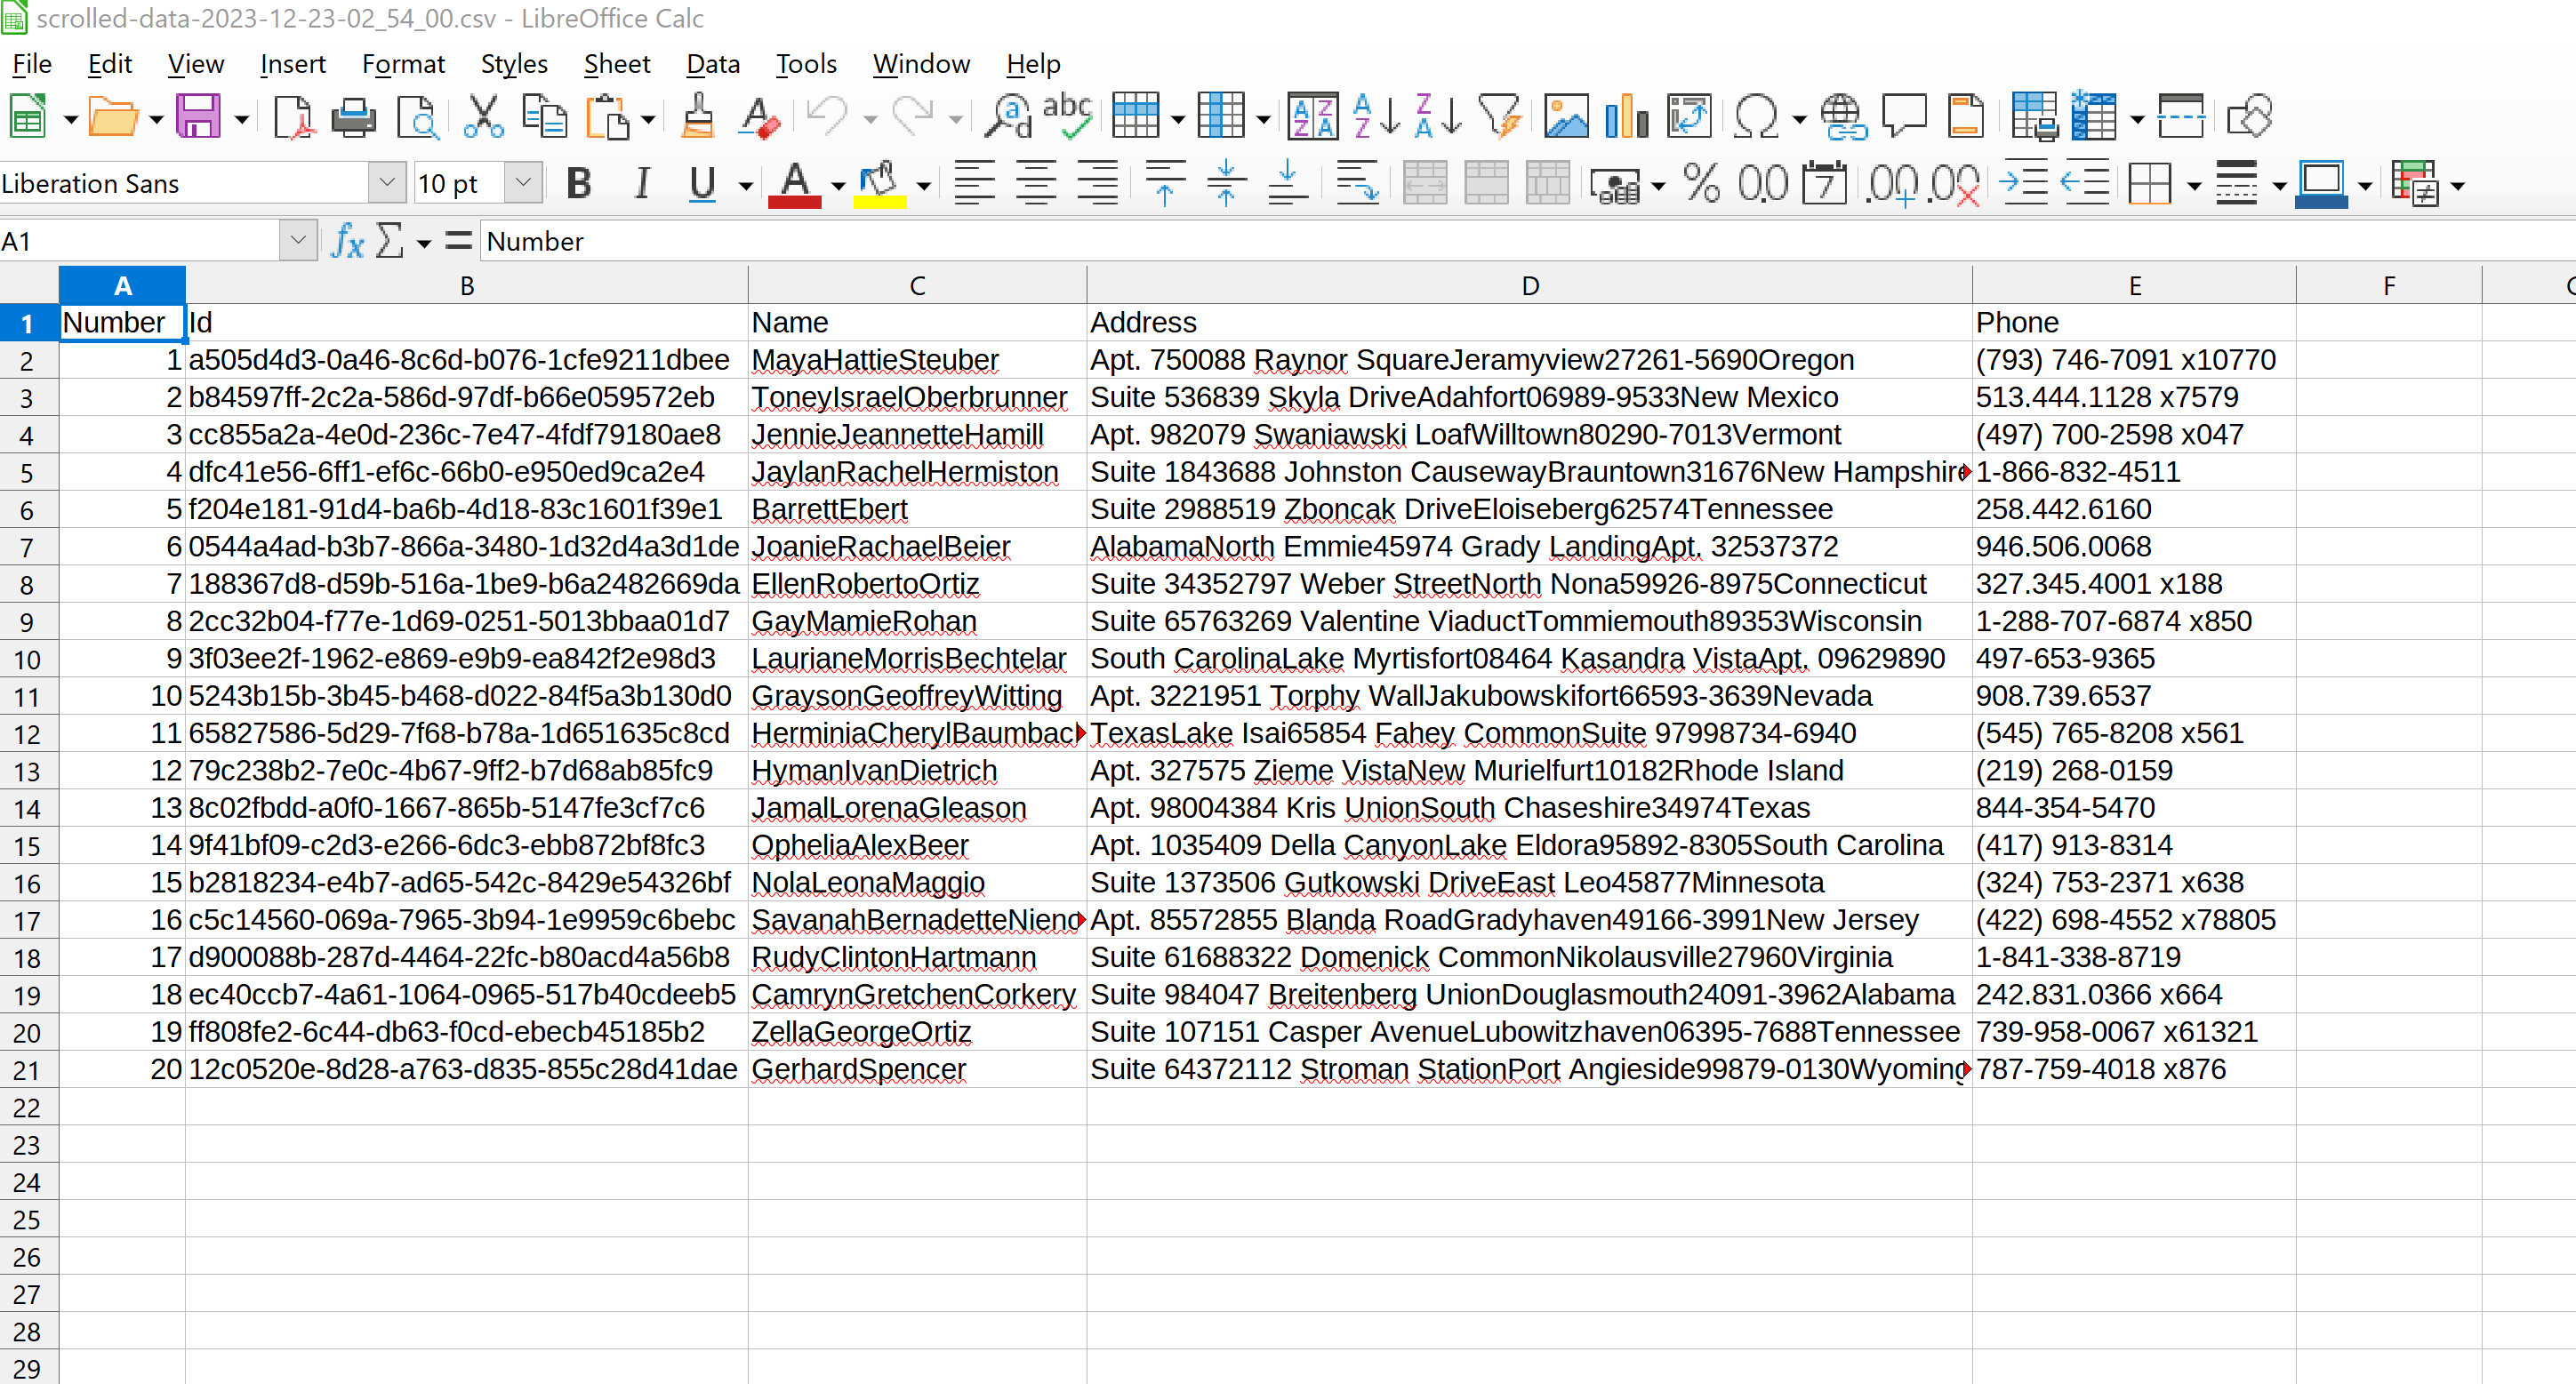 scrolled-data-2023-12-23-02_54_00.csv - LibreOffice Calc
File Edit View Insert Format Styles Sheet Data Tools Window Help
Liberation Sans 10 pt
A1 Number
A B C D E F
1 Number Id Name Address Phone
2 1 a505d4d3-0a46-8c6d-b076-1cfe9211dbee MayaHattieSteuber Apt. 750088 Raynor SquareJeramyview27261-5690Oregon (793) 746-7091 x10770
3 2 b84597ff-2c2a-586d-97df-b66e059572eb ToneyIsraelOberbrunner Suite 536839 Skyla DriveAdahfort06989-9533New Mexico 513.444.1128 x7579
4 3 cc855a2a-4e0d-236c-7e47-4fdf79180ae8 JennieJeannetteHamill Apt. 982079 Swaniawski LoafWilltown80290-7013Vermont (497) 700-2598 x047
5 4 dfc41e56-6ff1-ef6c-66b0-e950ed9ca2e4 JaylanRachelHermiston Suite 1843688 Johnston CausewayBrauntown31676New Hampshire 1-866-832-4511
6 5 f204e181-91d4-ba6b-4d18-83c1601f39e1 BarrettEbert Suite 2988519 Zboncak DriveEloiseberg62574Tennessee 258.442.6160
7 6 0544a4ad-b3b7-866a-3480-1d32d4a3d1de JoanieRachaelBeier AlabamaNorth Emmie45974 Grady LandingApt. 32537372 946.506.0068
8 7 188367d8-d59b-516a-1be9-b6a2482669da EllenRobertoOrtiz Suite 34352797 Weber StreetNorth Nona59926-8975Connecticut 327.345.4001 x188
9 8 2cc32b04-f77e-1d69-0251-5013bbaa01d7 GayMamieRohan Suite 65763269 Valentine ViaductTommiemouth89353Wisconsin 1-288-707-6874 x850
10 9 3f03ee2f-1962-e869-e9b9-ea842f2e98d3 LaurianeMorrisBechtelar South CarolinaLake Myrtisfort08464 Kasandra VistaApt. 09629890 497-653-9365
11 10 5243b15b-3b45-b468-d022-84f5a3b130d0 GraysonGeoffreyWitting Apt. 3221951 Torphy WallJakubowskifort66593-3639Nevada 908.739.6537
12 11 65827586-5d29-7f68-b78a-1d651635c8cd HerminiaCherylBaumbach TexasLake Isai65854 Fahey CommonSuite 97998734-6940 (545) 765-8208 x561
13 12 79c238b2-7e0c-4b67-9ff2-b7d68ab85fc9 HymanIvanDietrich Apt. 327575 Zieme VistaNew Murielfurt10182Rhode Island (219) 268-0159
14 13 8c02fbdd-a0f0-1667-865b-5147fe3cf7c6 JamalLorenaGleason Apt. 98004384 Kris UnionSouth Chaseshire34974Texas 844-354-5470
15 14 9f41bf09-c2d3-e266-6dc3-ebb872bf8fc3 OpheliaAlexBeer Apt. 1035409 Della CanyonLake Eldora95892-8305South Carolina (417) 913-8314
16 15 b2818234-e4b7-ad65-542c-8429e54326bf NolaLeonaMaggio Suite 1373506 Gutkowski DriveEast Leo45877Minnesota (324) 753-2371 x638
17 16 c5c14560-069a-7965-3b94-1e9959c6bebc Apt. 85572855 Blanda RoadGradyhaven49166-3991New Jersey (422) 698-4552 x78805
18 17 d900088b-287d-4464-22fc-b80acd4a56b8 RudyClintonHartmann Suite 61688322 Domenick CommonNikolausville27960Virginia 1-841-338-8719
19 18 ec40ccb7-4a61-1064-0965-517b40cdeeb5 CamrynGretchenCorkery Suite 984047 Breitenberg UnionDouglasmouth24091-3962Alabama 242.831.0366 x664
20 19 ff808fe2-6c44-db63-f0cd-ebecb45185b2 ZellaGeorgeOrtiz Suite 107151 Casper AvenueLubowitzhaven06395-7688Tennessee 739-958-0067 x61321
21 20 12c0520e-8d28-a763-d835-855c28d41dae GerhardSpencer Suite 64372112 Stroman StationPort Angieside99879-0130Wyoming 787-759-4018 x876
22
23
24
25
26
27
28
29